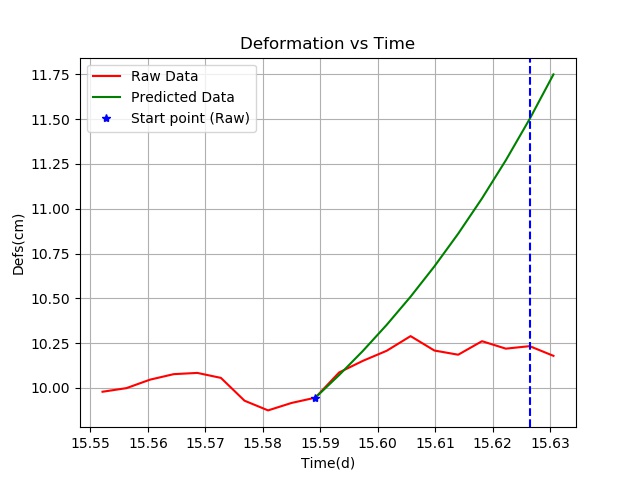 Deformation vs Time
Raw Data
Predicted Data
Start point (Raw)
11.75
11.50
11.25
11.00
10.75
10.50
10.25
10.00
Defs(cm)
15.55 15.56 15.57 15.58 15.59 15.60 15.61 15.62 15.63
Time(d)